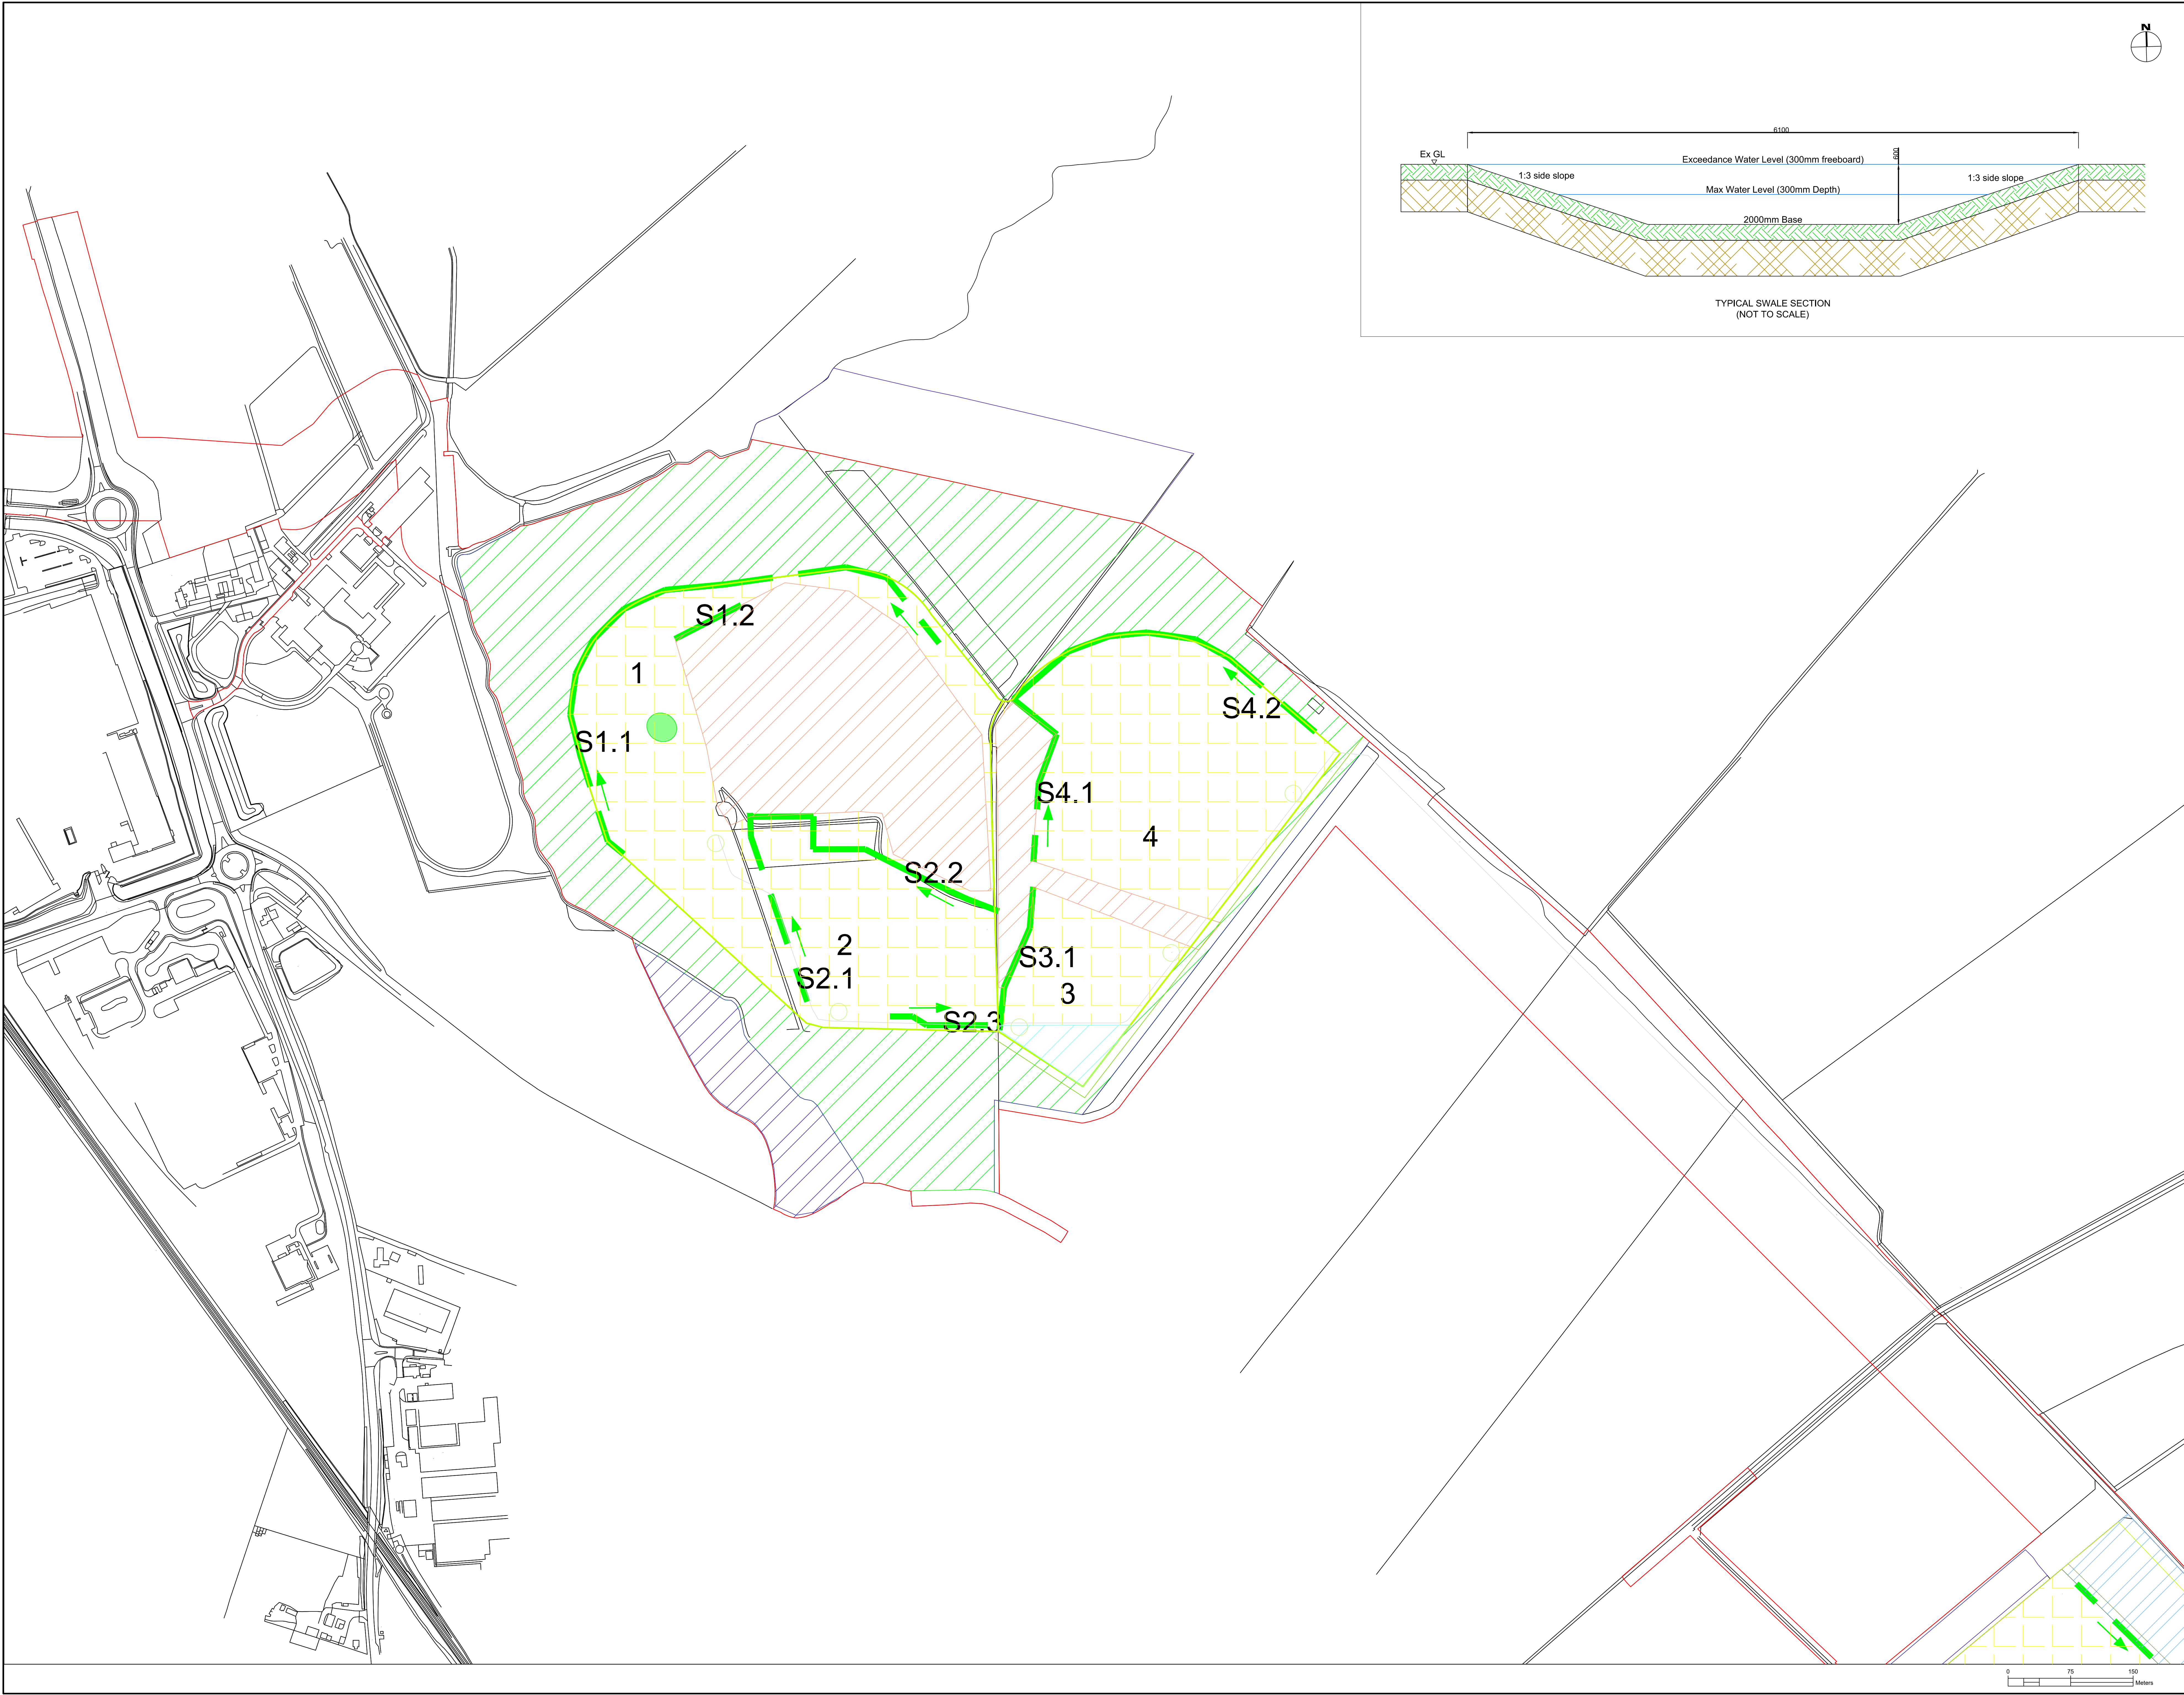 N
6100
Ex GL
Exceedance Water Level (300mm freeboard)
600
1:3 side slope
1:3 side slope
Max Water Level (300mm Depth)
2000mm Base
TYPICAL SWALE SECTION
(NOT TO SCALE)
S1.2
1
S1.1
S4.2
S4.1
4
S2.2
2
S2.1
S3.1
3
S2.3
0 75 150
Meters